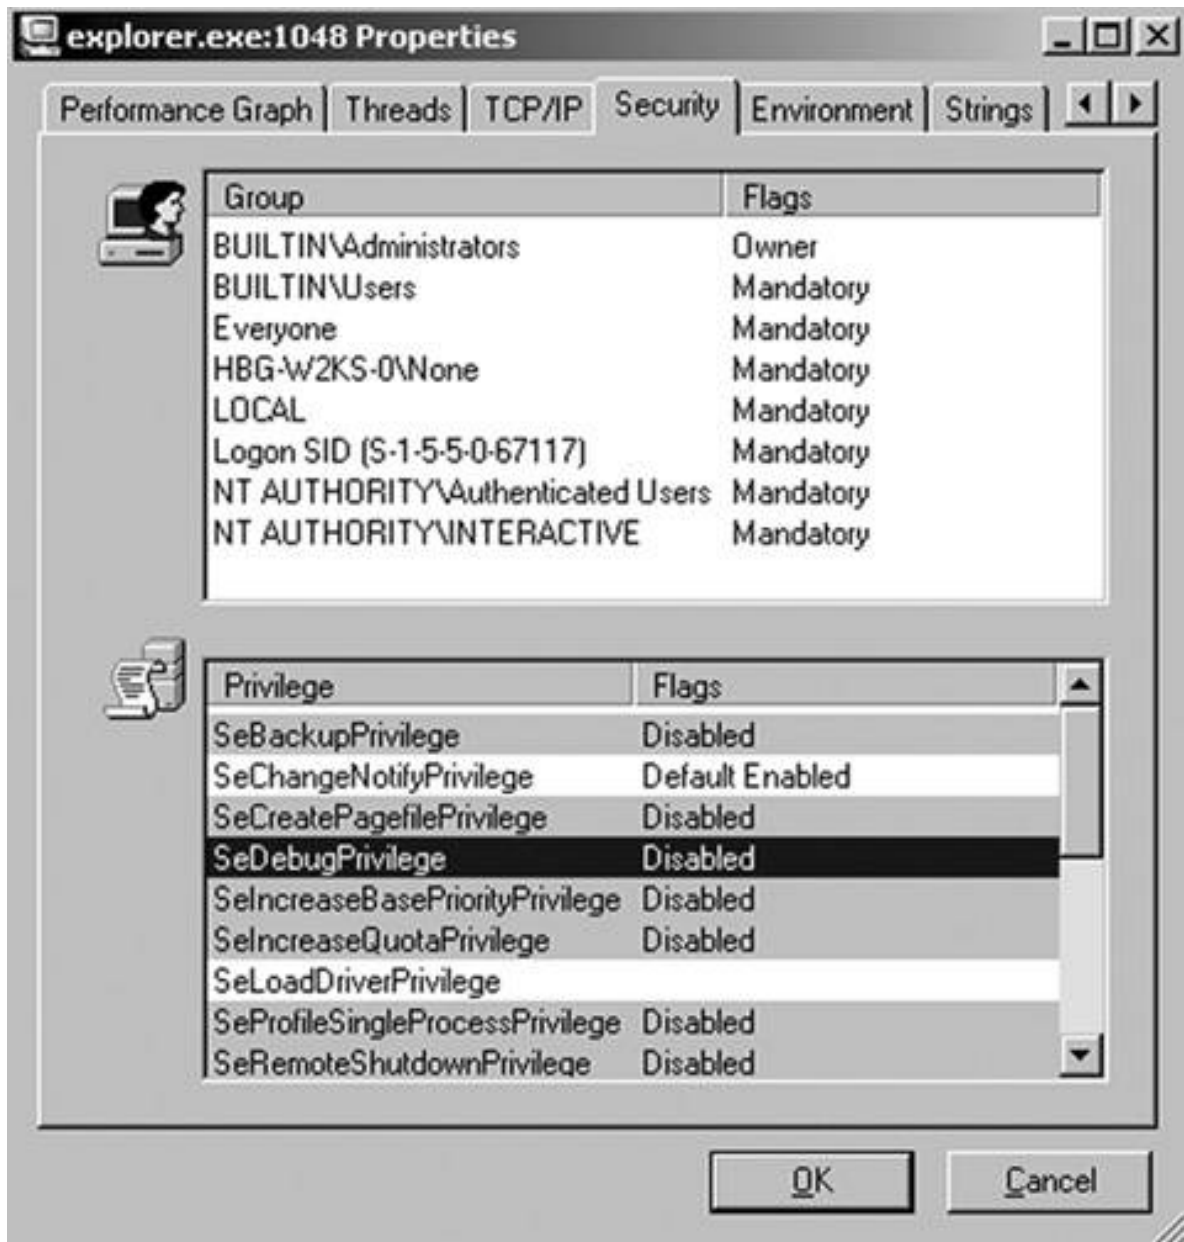 explorer.exe:1048 Properties
Performance Graph Threads TCP/IP Security Environment Strings
Group Flags
BUILTIN\Administrators Owner
BUILTIN\Users Mandatory
Everyone Mandatory
HBG-W2KS-0\None Mandatory
LOCAL Mandatory
Logon SID (S-1-5-5-0-67117) Mandatory
NT AUTHORITY\Authenticated Users Mandatory
NT AUTHORITY\INTERACTIVE Mandatory
Privilege Flags
SeBackupPrivilege Disabled
SeChangeNotifyPrivilege Default Enabled
SeCreatePagefilePrivilege Disabled
SeDebugPrivilege Disabled
SeIncreaseBasePriorityPrivilege Disabled
SeIncreaseQuotaPrivilege Disabled
SeLoadDriverPrivilege
SeProfileSingleProcessPrivilege Disabled
SeRemoteShutdownPrivilege Disabled
OK Cancel